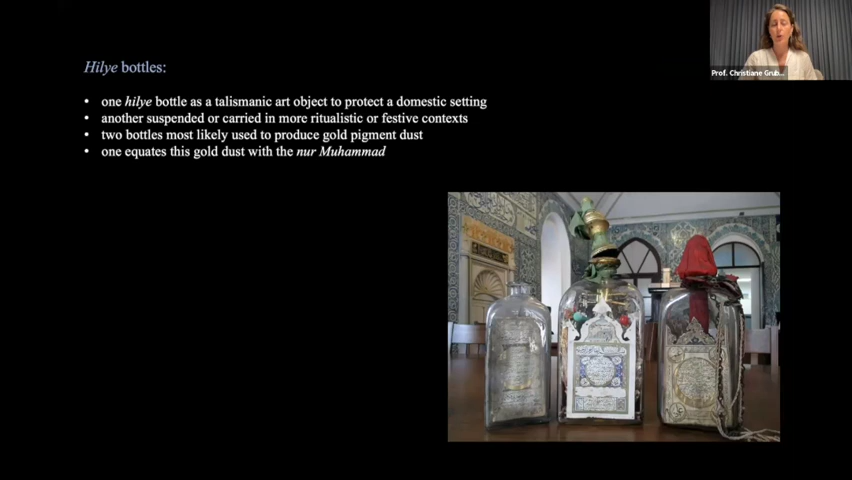 Hilye bottles:
• one hilye bottle as a talismanic art object to protect a domestic setting
• another suspended or carried in more ritualistic or festive contexts
• two bottles most likely used to produce gold pigment dust
• one equates this gold dust with the nur Muhammad
Prof. Christiane Grub...